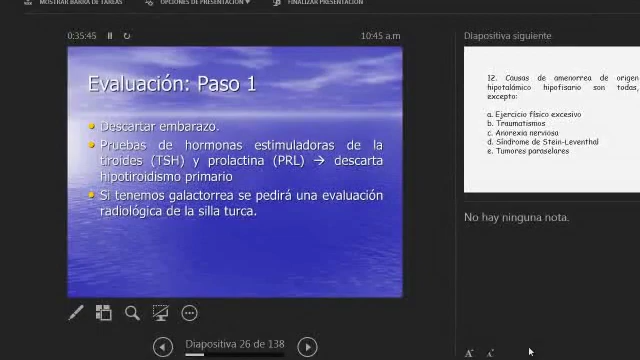 MOSTRAR BARRA DE TAREAS
OPCIONES DE PRESENTACIÓN
FINALIZAR PRESENTACIÓN
0:35:45
10:45 a.m
Evaluación: Paso 1
Descartar embarazo.
Pruebas de hormonas estimuladoras de la
tiroides (TSH) y prolactina (PRL) → descarta
hipotiroidismo primario
Si tenemos galactorrea se pedirá una evaluación
radiológica de la silla turca.
Diapositiva 26 de 138
Diapositiva siguiente
12. Causas de amenorrea de origen
hipotalámico hipofisario son todas,
excepto:
a. Ejercicio físico excesivo
b. Traumatismos
c. Anorexia nerviosa
d. Síndrome de Stein-Leventhal
e. Tumores paraselares
No hay ninguna nota.
A A